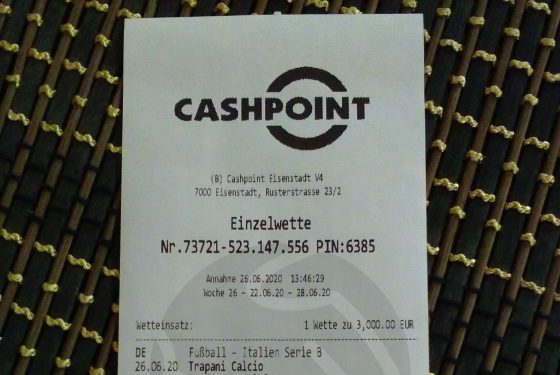 CASHPOINT
(B) Cashpoint Eisenstadt V4
7000 Eisenstadt, Rusterstrasse 23/2
Einzelwette
Nr.73721-523.147.556 PIN:6385
Annahme 26.06.2020 13:46:29
Woche 26 - 22.06.20 - 28.06.20
Wetteinsatz: 1 Wette zu 3,000.00 EUR
DE Fußball - Italien Serie B
26.06.20 Trapani Calcio